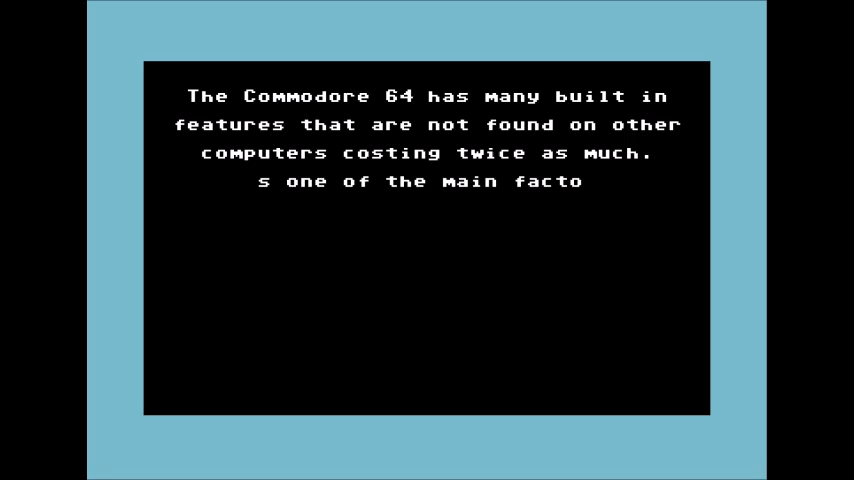 The Commodore 64 has many built in
features that are not found on other
computers costing twice as much.
s one of the main facto